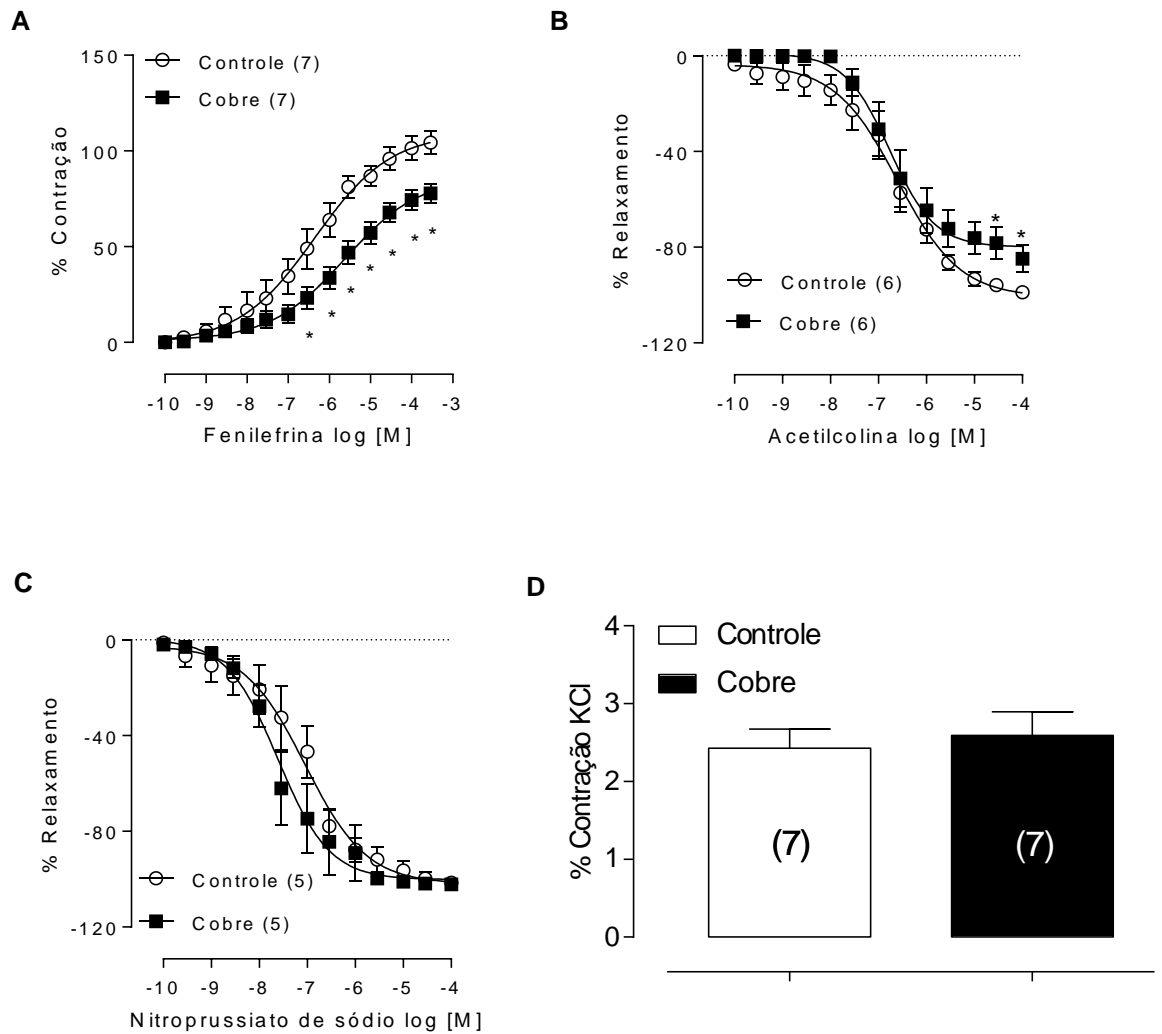 A
150
100
50
0
% Contração
Controle (7)
Cobre (7)
* * * * * * *
-10 -9 -8 -7 -6 -5 -4 -3
Fenilefrina log [M]
B
0
-40
-80
-120
% Relaxamento
* *
Controle (6)
Cobre (6)
-10 -9 -8 -7 -6 -5 -4
Acetilcolina log [M]
C
0
-40
-80
-120
% Relaxamento
Controle (5)
Cobre (5)
-10 -9 -8 -7 -6 -5 -4
Nitroprussiato de sódio log [M]
D
4
3
2
1
0
% Contração KCl
Controle
Cobre
(7) (7)